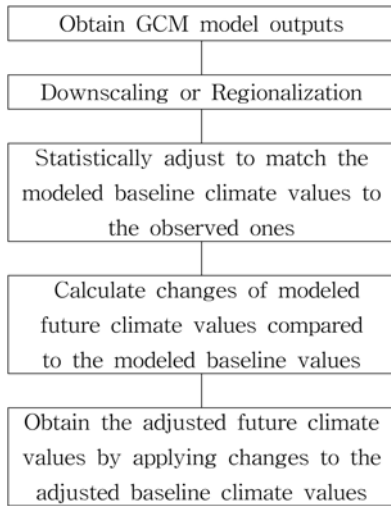 Obtain GCM model outputs
Downscaling or Regionalization
Statistically adjust to match the
modeled baseline climate values to
the observed ones
Calculate changes of modeled
future climate values compared
to the modeled baseline values
Obtain the adjusted future climate
values by applying changes to the
adjusted baseline climate values